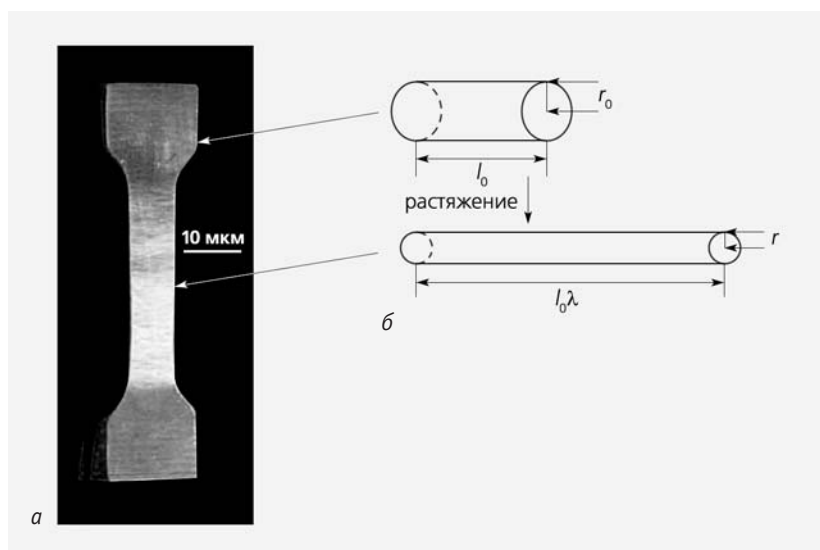 r₀
l₀
растяжение
10 мкм
r
l₀λ
б
а